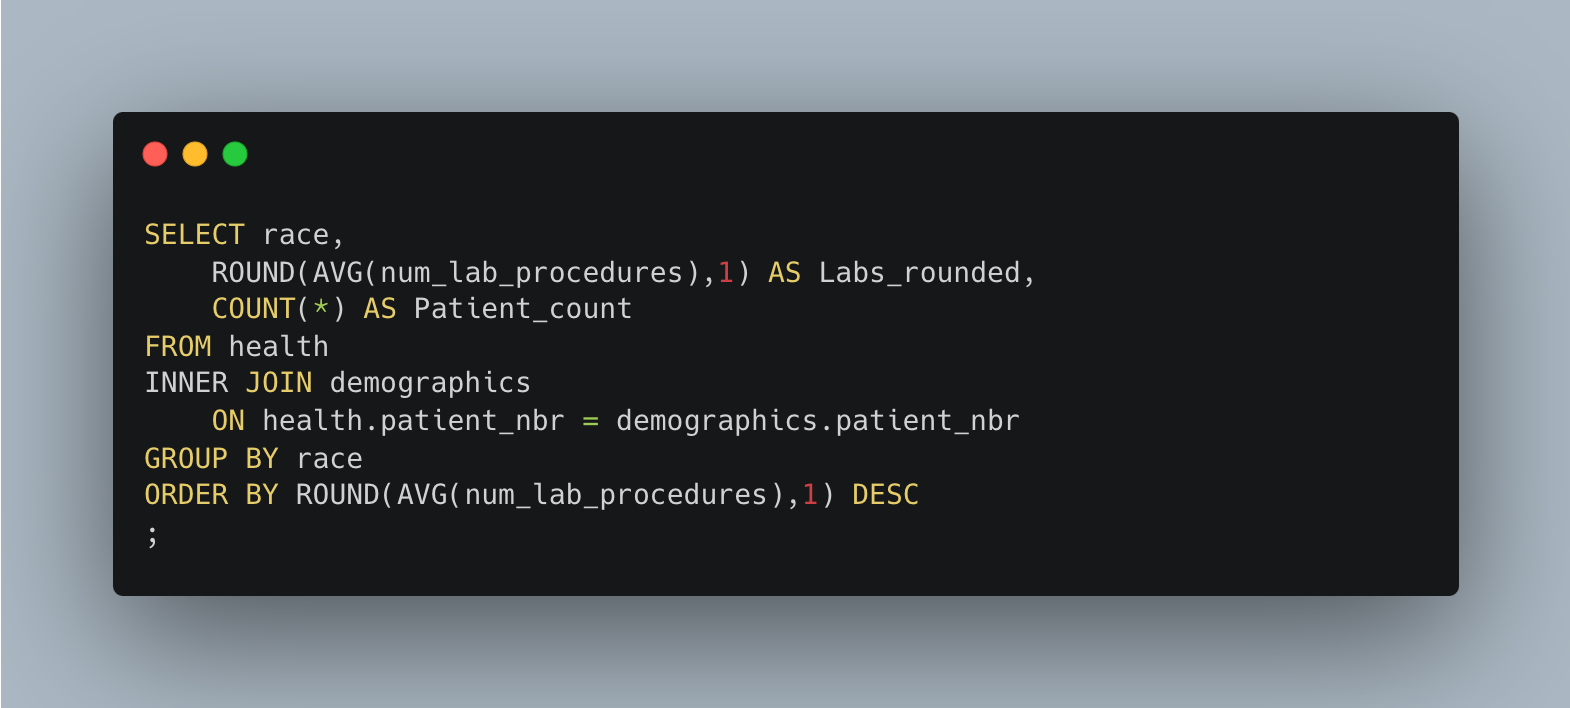 SELECT race,
    ROUND(AVG(num_lab_procedures),1) AS Labs_rounded,
    COUNT(*) AS Patient_count
FROM health
INNER JOIN demographics
    ON health.patient_nbr = demographics.patient_nbr
GROUP BY race
ORDER BY ROUND(AVG(num_lab_procedures),1) DESC
;